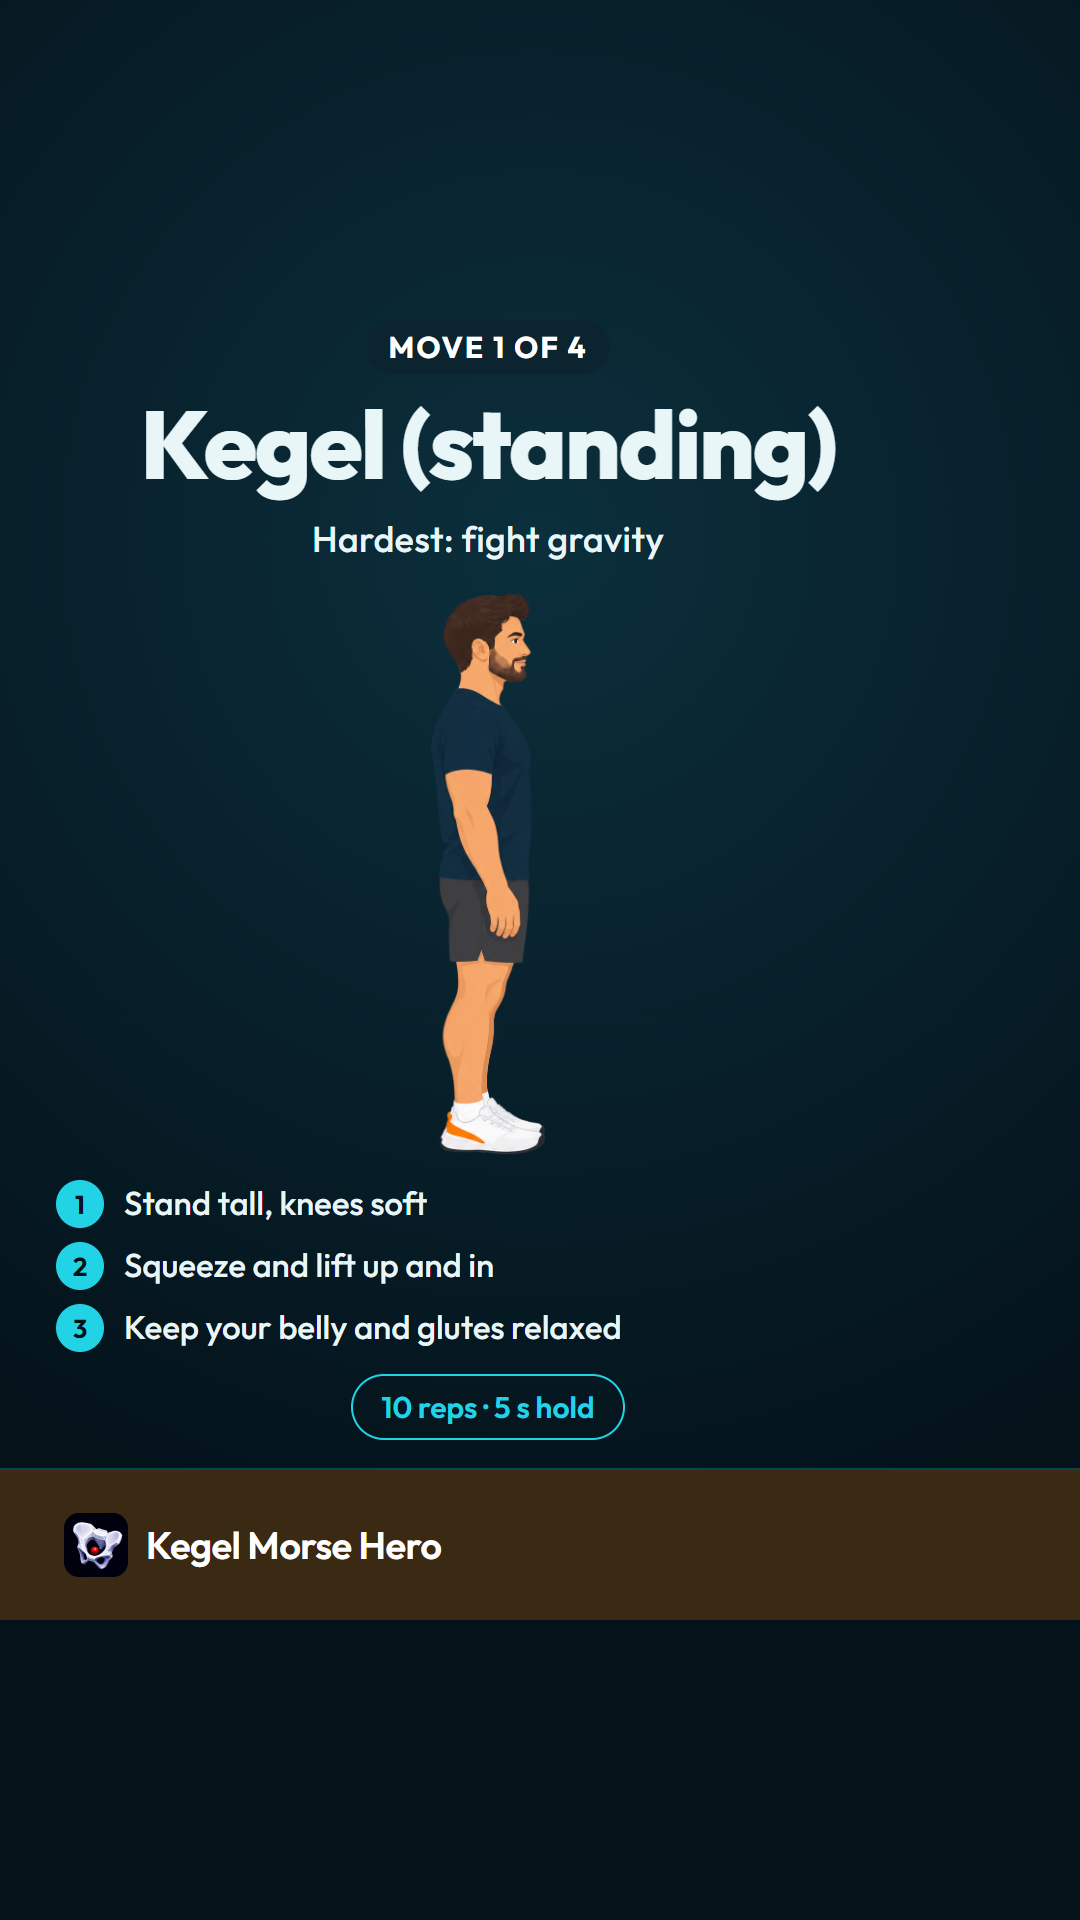 MOVE 1 OF 4
Kegel (standing)
Hardest: fight gravity
1 Stand tall, knees soft
2 Squeeze and lift up and in
3 Keep your belly and glutes relaxed
10 reps · 5 s hold
Kegel Morse Hero